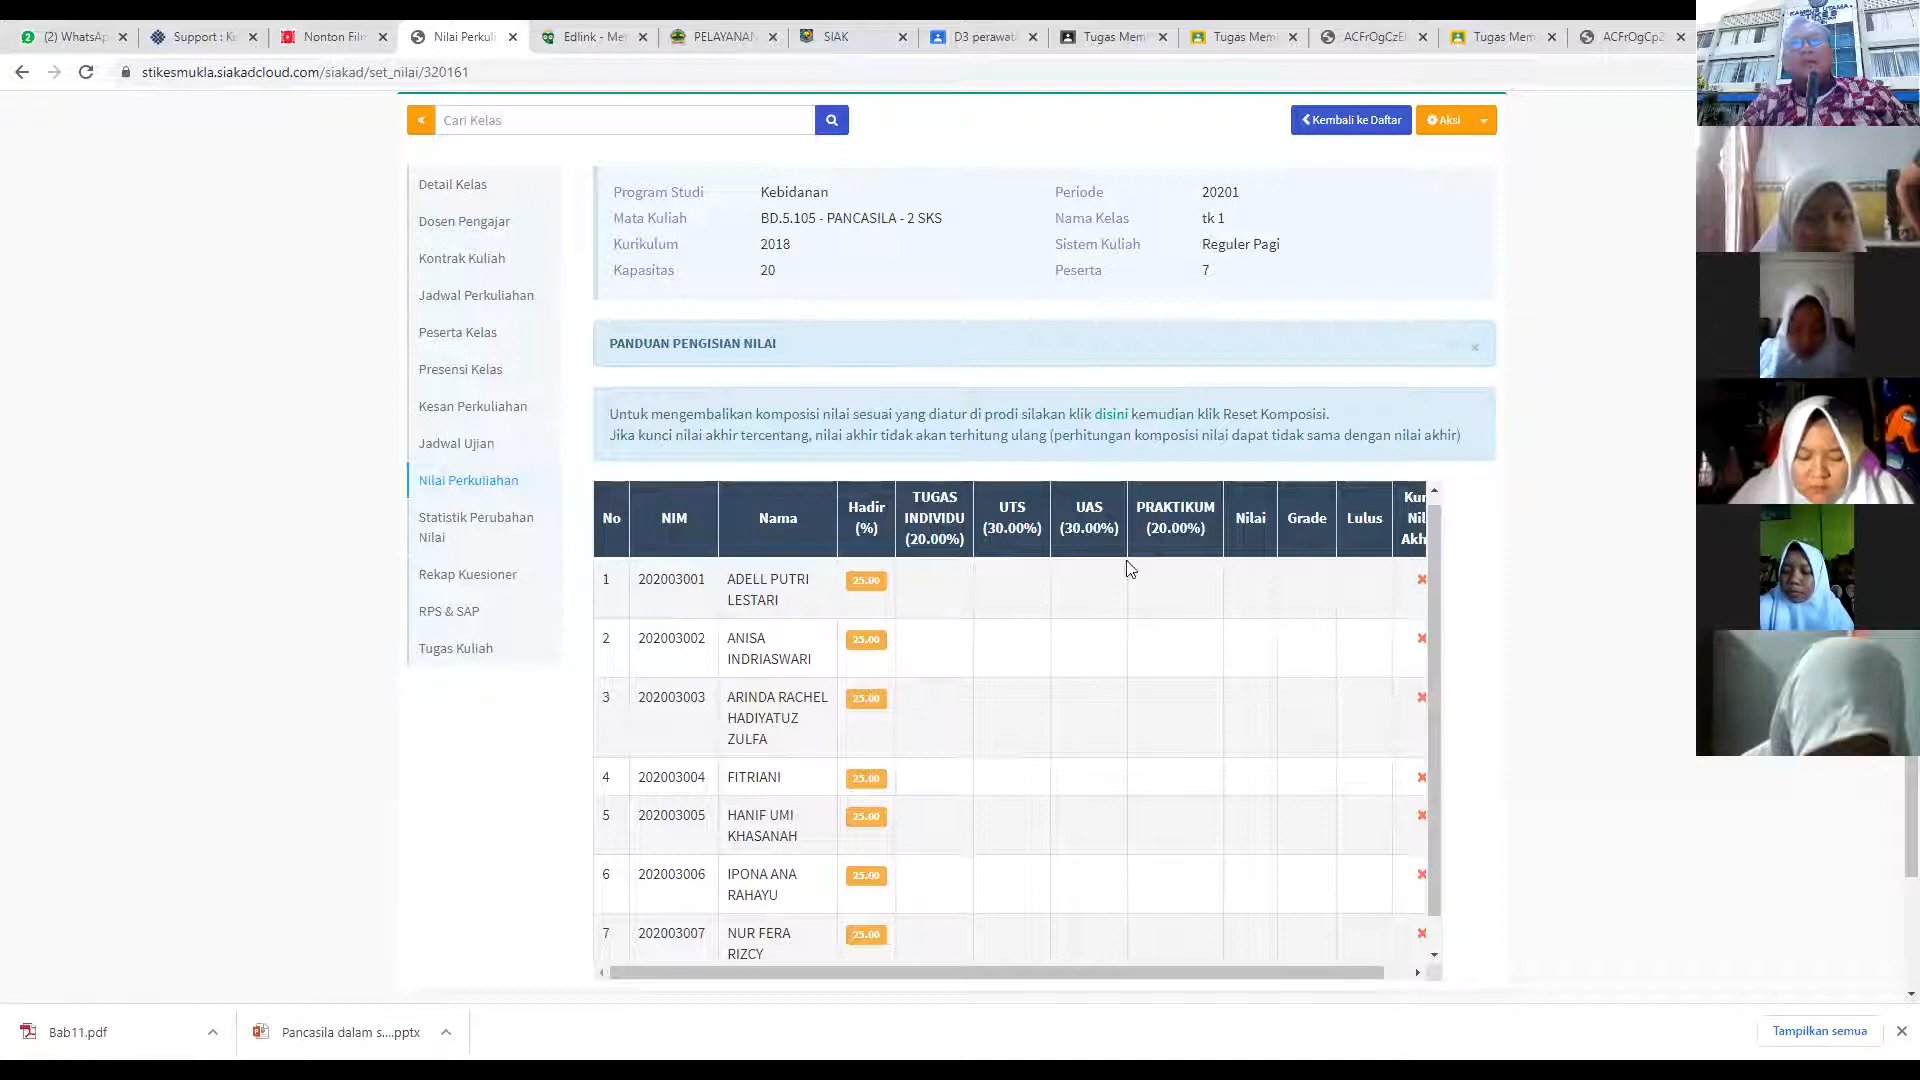 (2) WhatsAp
Support : Ke
Nonton Film
Nilai Perkuli
Edlink - Me
PELAYANAN
SIAK
D3 perawat
Tugas Mem
Tugas Mem
ACFrOgCzE
Tugas Mem
ACFrOgCp2
stikesmukla.siakadcloud.com/siakad/set_nilai/320161
Cari Kelas
Kembali ke Daftar
Aksi
Detail Kelas
Dosen Pengajar
Kontrak Kuliah
Jadwal Perkuliahan
Peserta Kelas
Presensi Kelas
Kesan Perkuliahan
Jadwal Ujian
Nilai Perkuliahan
Statistik Perubahan
Nilai
Rekap Kuesioner
RPS & SAP
Tugas Kuliah
Program Studi Kebidanan Periode 20201
Mata Kuliah BD.5.105 - PANCASILA - 2 SKS Nama Kelas tk 1
Kurikulum 2018 Sistem Kuliah Reguler Pagi
Kapasitas 20 Peserta 7
PANDUAN PENGISIAN NILAI
Untuk mengembalikan komposisi nilai sesuai yang diatur di prodi silakan klik disini kemudian klik Reset Komposisi.
Jika kunci nilai akhir tercentang, nilai akhir tidak akan terhitung ulang (perhitungan komposisi nilai dapat tidak sama dengan nilai akhir)
No NIM Nama Hadir (%) TUGAS INDIVIDU (20.00%) UTS (30.00%) UAS (30.00%) PRAKTIKUM (20.00%) Nilai Grade Lulus Kun Nil Akh
1 202003001 ADELL PUTRI LESTARI 25.00
2 202003002 ANISA INDRIASWARI 25.00
3 202003003 ARINDA RACHEL HADIYATUZ ZULFA 25.00
4 202003004 FITRIANI 25.00
5 202003005 HANIF UMI KHASANAH 25.00
6 202003006 IPONA ANA RAHAYU 25.00
7 202003007 NUR FERA RIZCY 25.00
Bab11.pdf
Pancasila dalam s....pptx
Tampilkan semua
KAMPUS UTAMA